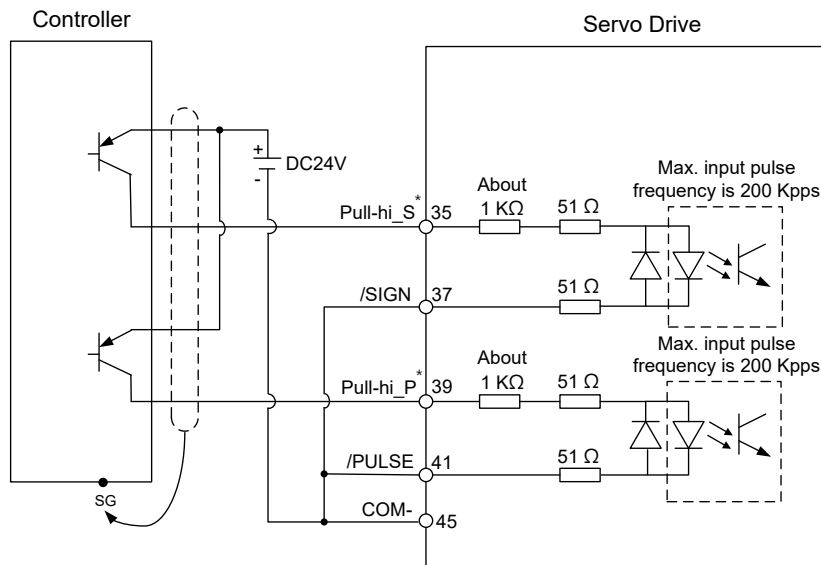 Controller
Servo Drive
+
DC24V
-
Max. input pulse
frequency is 200 Kpps
About
1 KΩ
51 Ω
Pull-hi_S*
35
51 Ω
/SIGN
37
Max. input pulse
frequency is 200 Kpps
About
1 KΩ
51 Ω
Pull-hi_P*
39
51 Ω
/PULSE
41
SG
COM-
45